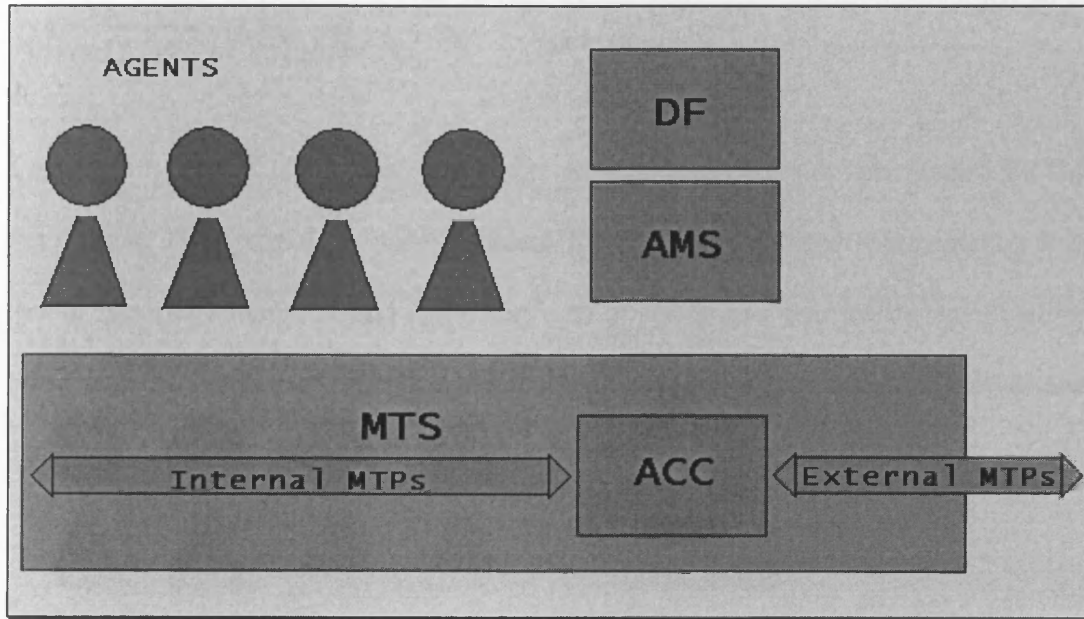 AGENTS
DF
AMS
MTS
Internal MTPs
ACC
External MTPs